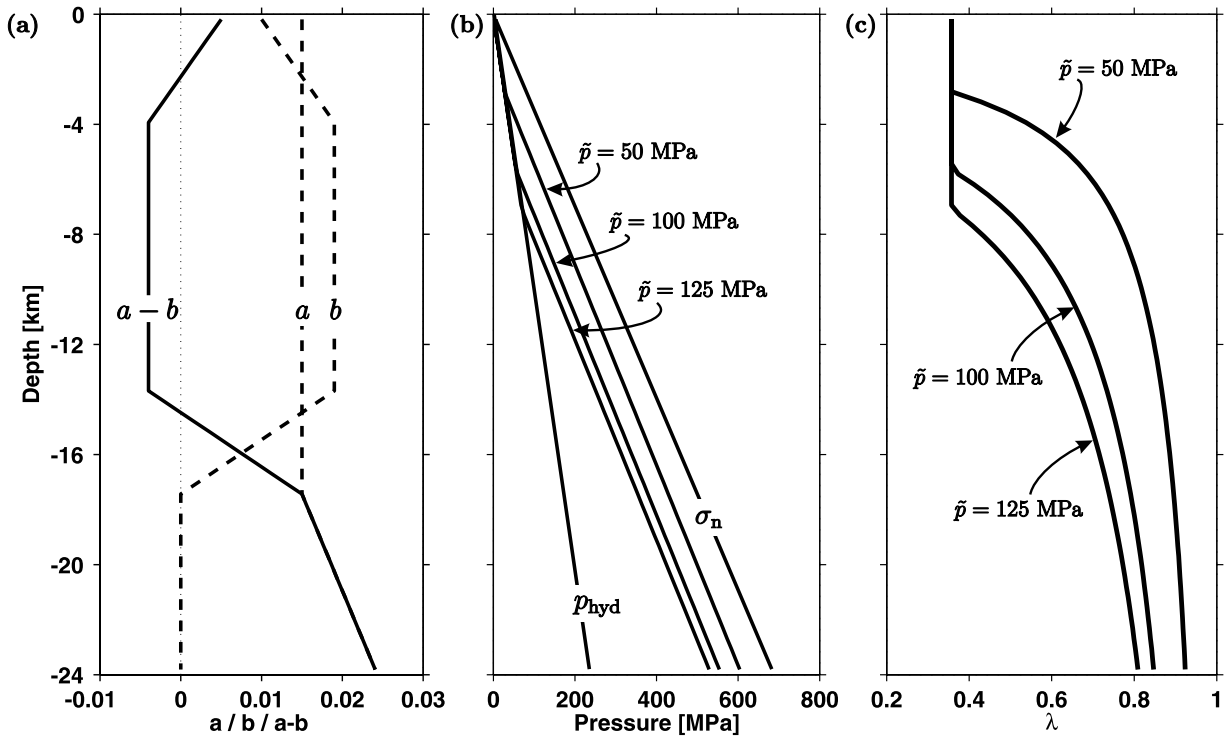 (a)
0
-4
-8
-12
-16
-20
-24
Depth [km]
a − b
a
b
-0.01
0
0.01
0.02
0.03
a / b / a-b
(b)
p̃ = 50 MPa
p̃ = 100 MPa
p̃ = 125 MPa
σn
phyd
0
200
400
600
800
Pressure [MPa]
(c)
p̃ = 50 MPa
p̃ = 100 MPa
p̃ = 125 MPa
0.2
0.4
0.6
0.8
1
λ